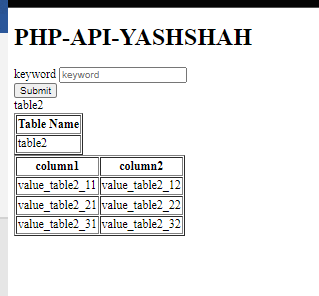 PHP-API-YASHSHAH
keyword keyword
Submit
table2
Table Name
table2
column1 column2
value_table2_11 value_table2_12
value_table2_21 value_table2_22
value_table2_31 value_table2_32